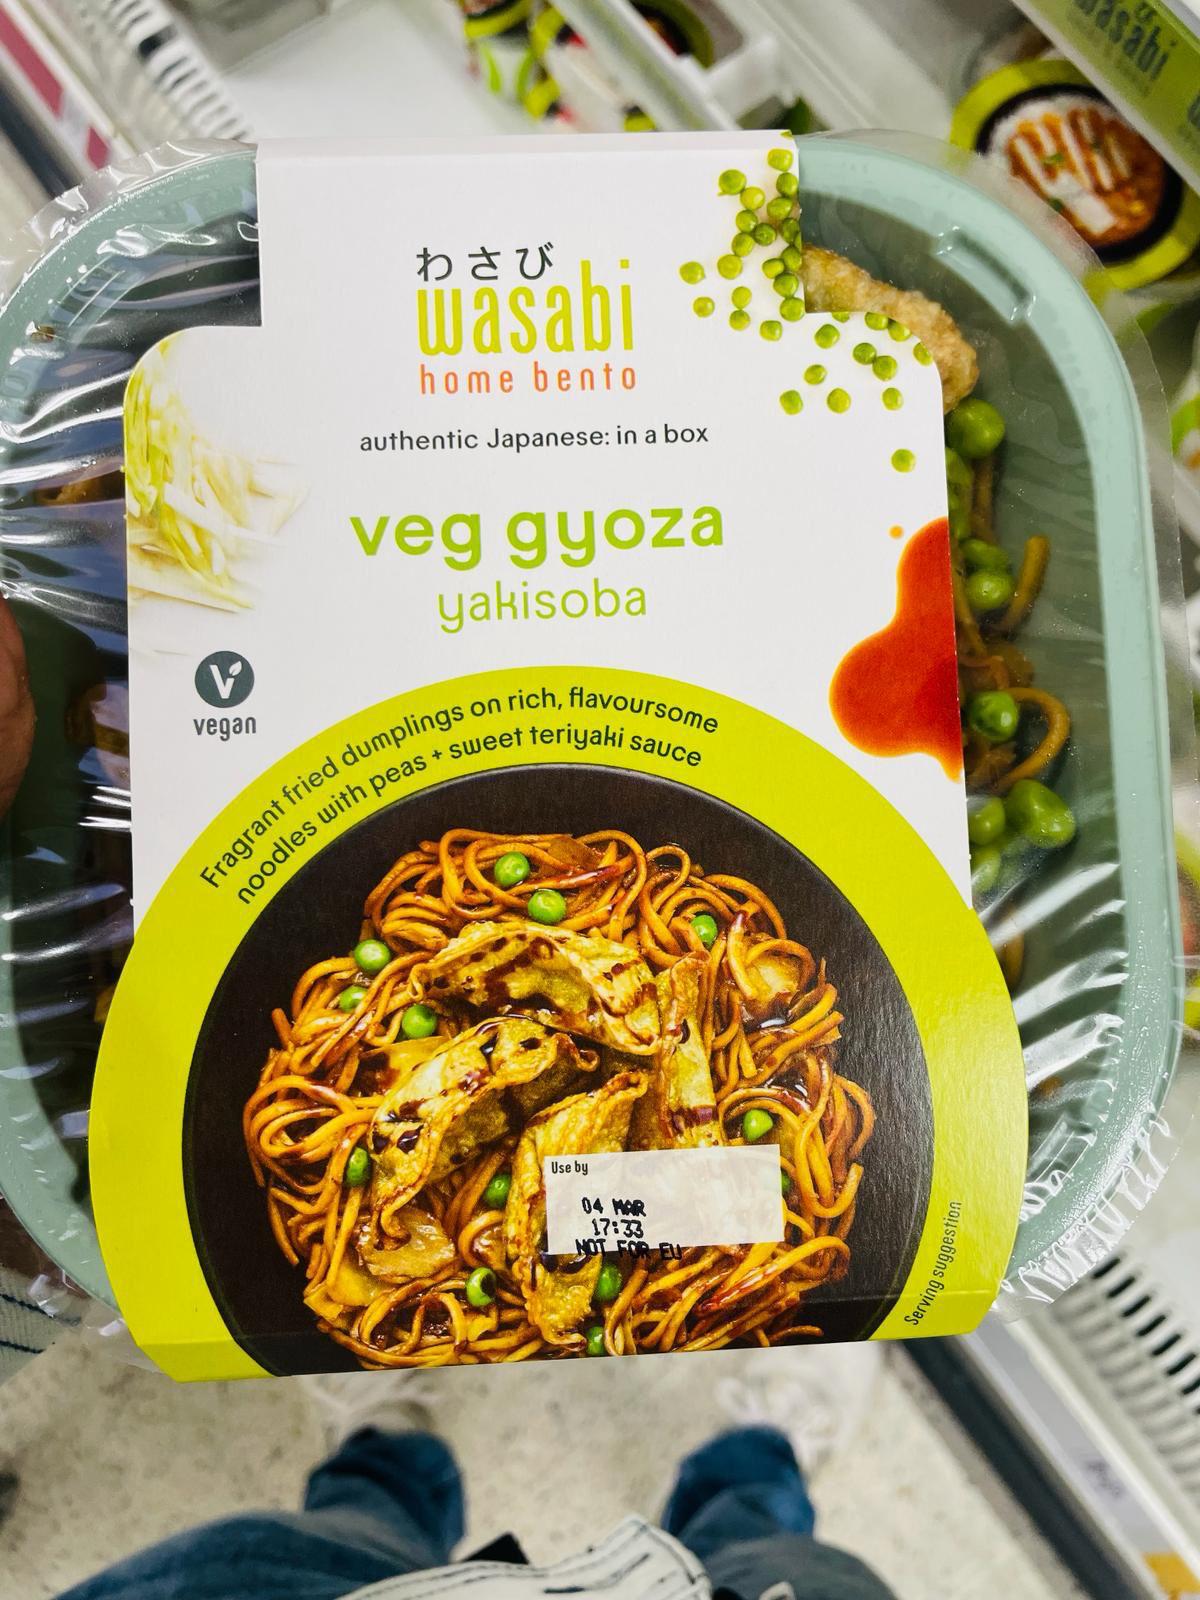 わさび
wasabi
home bento
authentic Japanese: in a box
veg gyoza
yakisoba
vegan
Fragrant fried dumplings on rich, flavoursome
noodles with peas + sweet teriyaki sauce
Use by
04 MAR
17:33
NOT FOR EU
Serving suggestion
wasabi